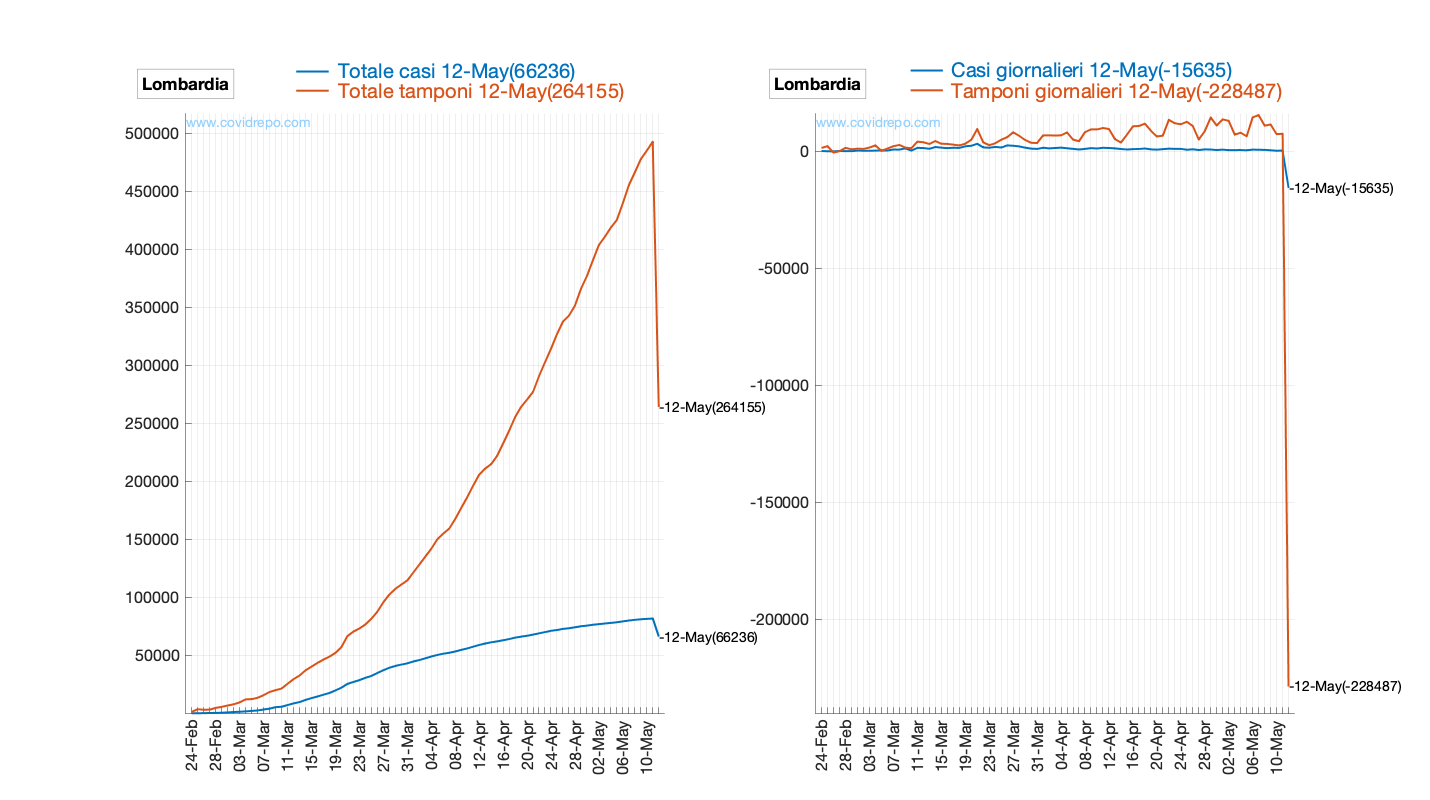 Lombardia
Totale casi 12-May(66236)
Totale tamponi 12-May(264155)
www.covidrepo.com
500000
450000
400000
350000
300000
250000
200000
150000
100000
50000
-12-May(264155)
-12-May(66236)
24-Feb
28-Feb
03-Mar
07-Mar
11-Mar
15-Mar
19-Mar
23-Mar
27-Mar
31-Mar
04-Apr
08-Apr
12-Apr
16-Apr
20-Apr
24-Apr
28-Apr
02-May
06-May
10-May
Lombardia
Casi giornalieri 12-May(-15635)
Tamponi giornalieri 12-May(-228487)
www.covidrepo.com
0
-50000
-100000
-150000
-200000
-12-May(-15635)
-12-May(-228487)
24-Feb
28-Feb
03-Mar
07-Mar
11-Mar
15-Mar
19-Mar
23-Mar
27-Mar
31-Mar
04-Apr
08-Apr
12-Apr
16-Apr
20-Apr
24-Apr
28-Apr
02-May
06-May
10-May